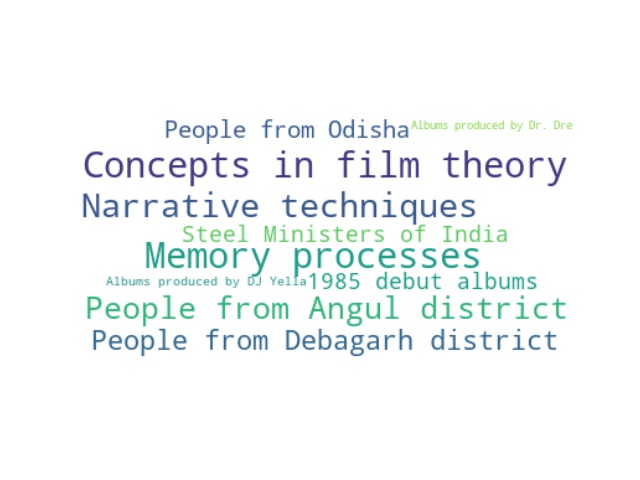 People from Odisha Albums produced by Dr. Dre
Concepts in film theory
Narrative techniques
Steel Ministers of India
Memory processes
Albums produced by DJ Yella 1985 debut albums
People from Angul district
People from Debagarh district